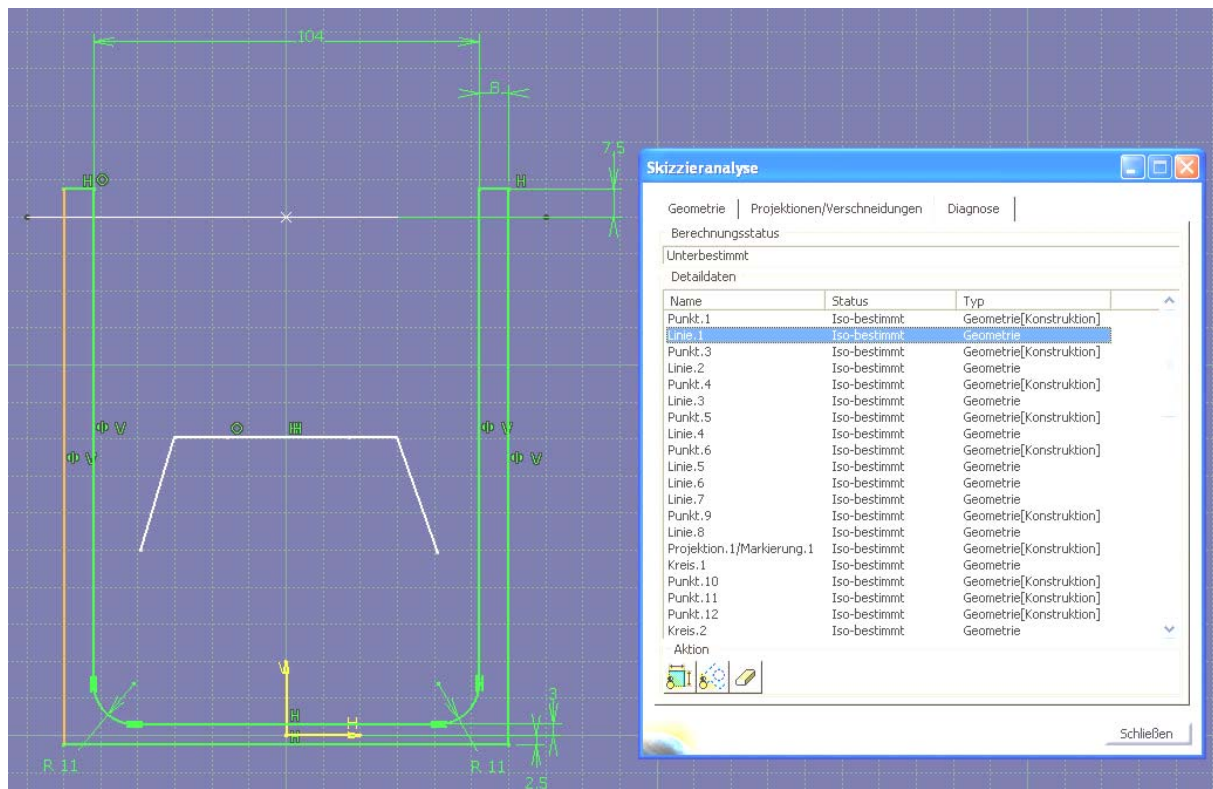 104
8
7,5
H
H
V
V
H
V
V
V
H
H
H
H
3
R 11
R 11
2,5
Skizzieranalyse
Geometrie Projektionen/Verschneidungen Diagnose
Berechnungsstatus
Unterbestimmt
Detaildaten
Name Status Typ
Punkt.1 Iso-bestimmt Geometrie[Konstruktion]
Linie.1 Iso-bestimmt Geometrie
Punkt.3 Iso-bestimmt Geometrie[Konstruktion]
Linie.2 Iso-bestimmt Geometrie
Punkt.4 Iso-bestimmt Geometrie[Konstruktion]
Linie.3 Iso-bestimmt Geometrie
Punkt.5 Iso-bestimmt Geometrie[Konstruktion]
Linie.4 Iso-bestimmt Geometrie
Punkt.6 Iso-bestimmt Geometrie[Konstruktion]
Linie.5 Iso-bestimmt Geometrie
Linie.6 Iso-bestimmt Geometrie
Linie.7 Iso-bestimmt Geometrie
Punkt.9 Iso-bestimmt Geometrie[Konstruktion]
Linie.8 Iso-bestimmt Geometrie
Projektion.1/Markierung.1 Iso-bestimmt Geometrie[Konstruktion]
Kreis.1 Iso-bestimmt Geometrie
Punkt.10 Iso-bestimmt Geometrie[Konstruktion]
Punkt.11 Iso-bestimmt Geometrie[Konstruktion]
Punkt.12 Iso-bestimmt Geometrie[Konstruktion]
Kreis.2 Iso-bestimmt Geometrie
Aktion
Schließen